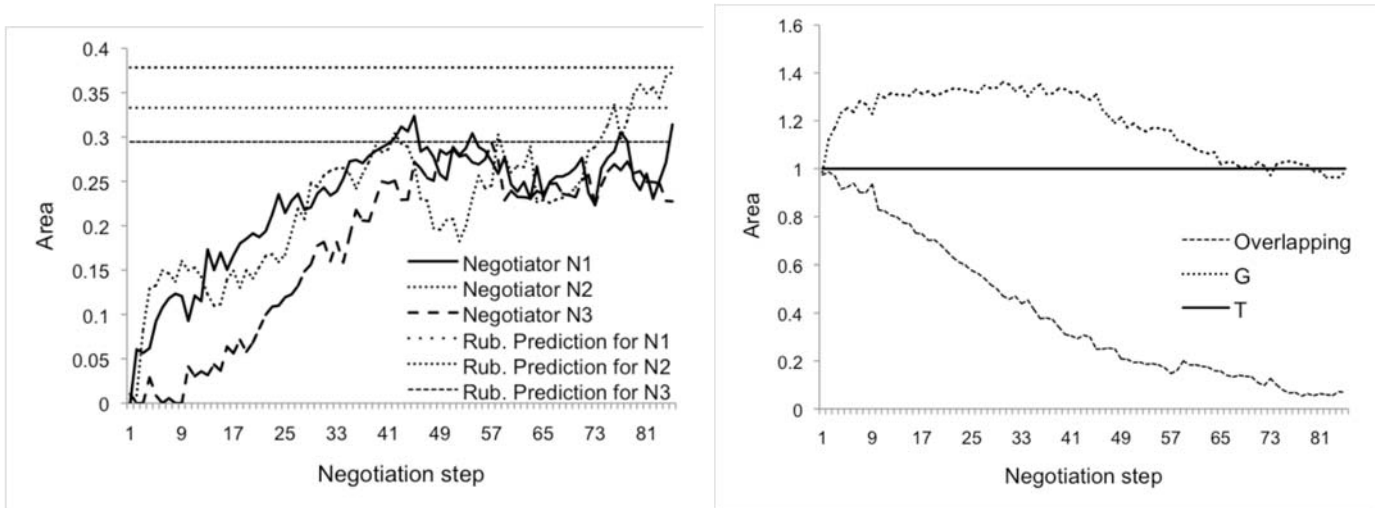 0.4
0.35
0.3
0.25
0.2
0.15
0.1
0.05
0
Area
1 9 17 25 33 41 49 57 65 73 81
Negotiation step
Negotiator N1
Negotiator N2
Negotiator N3
Rub. Prediction for N1
Rub. Prediction for N2
Rub. Prediction for N3
1.6
1.4
1.2
1
0.8
0.6
0.4
0.2
0
Area
1 9 17 25 33 41 49 57 65 73 81
Negotiation step
Overlapping
G
T